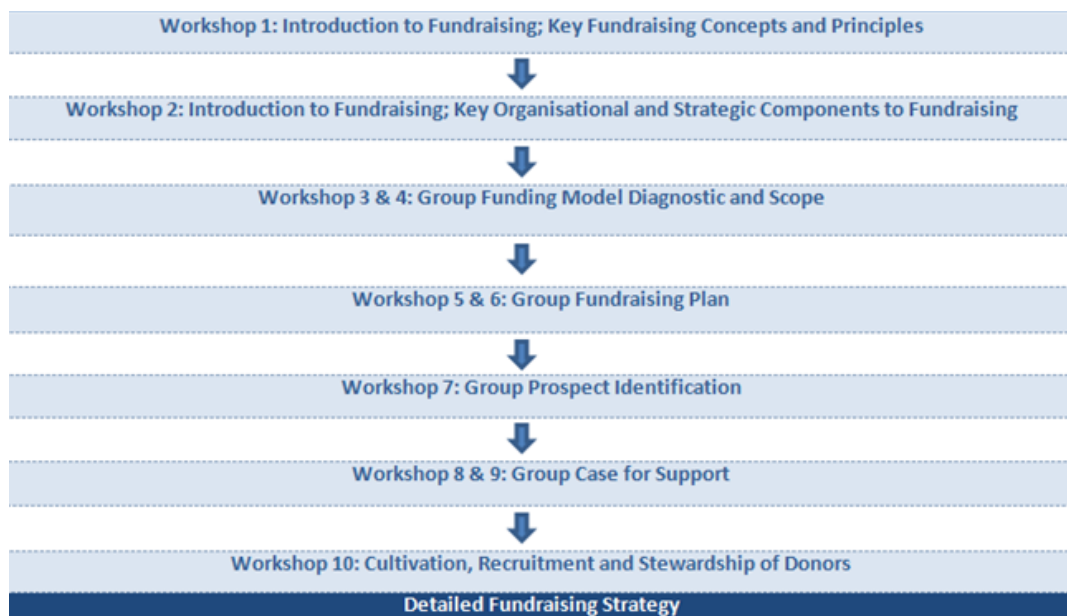 Workshop 1: Introduction to Fundraising; Key Fundraising Concepts and Principles
Workshop 2: Introduction to Fundraising; Key Organisational and Strategic Components to Fundraising
Workshop 3 & 4: Group Funding Model Diagnostic and Scope
Workshop 5 & 6: Group Fundraising Plan
Workshop 7: Group Prospect Identification
Workshop 8 & 9: Group Case for Support
Workshop 10: Cultivation, Recruitment and Stewardship of Donors
Detailed Fundraising Strategy